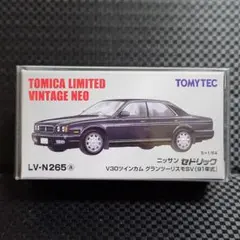 TOMICA LIMITED
VINTAGE NEO
TOMYTEC
S=1/64
ニッサン セドリック
LV-N265 a V30ツインカム グランツーリスモSV(91年式)